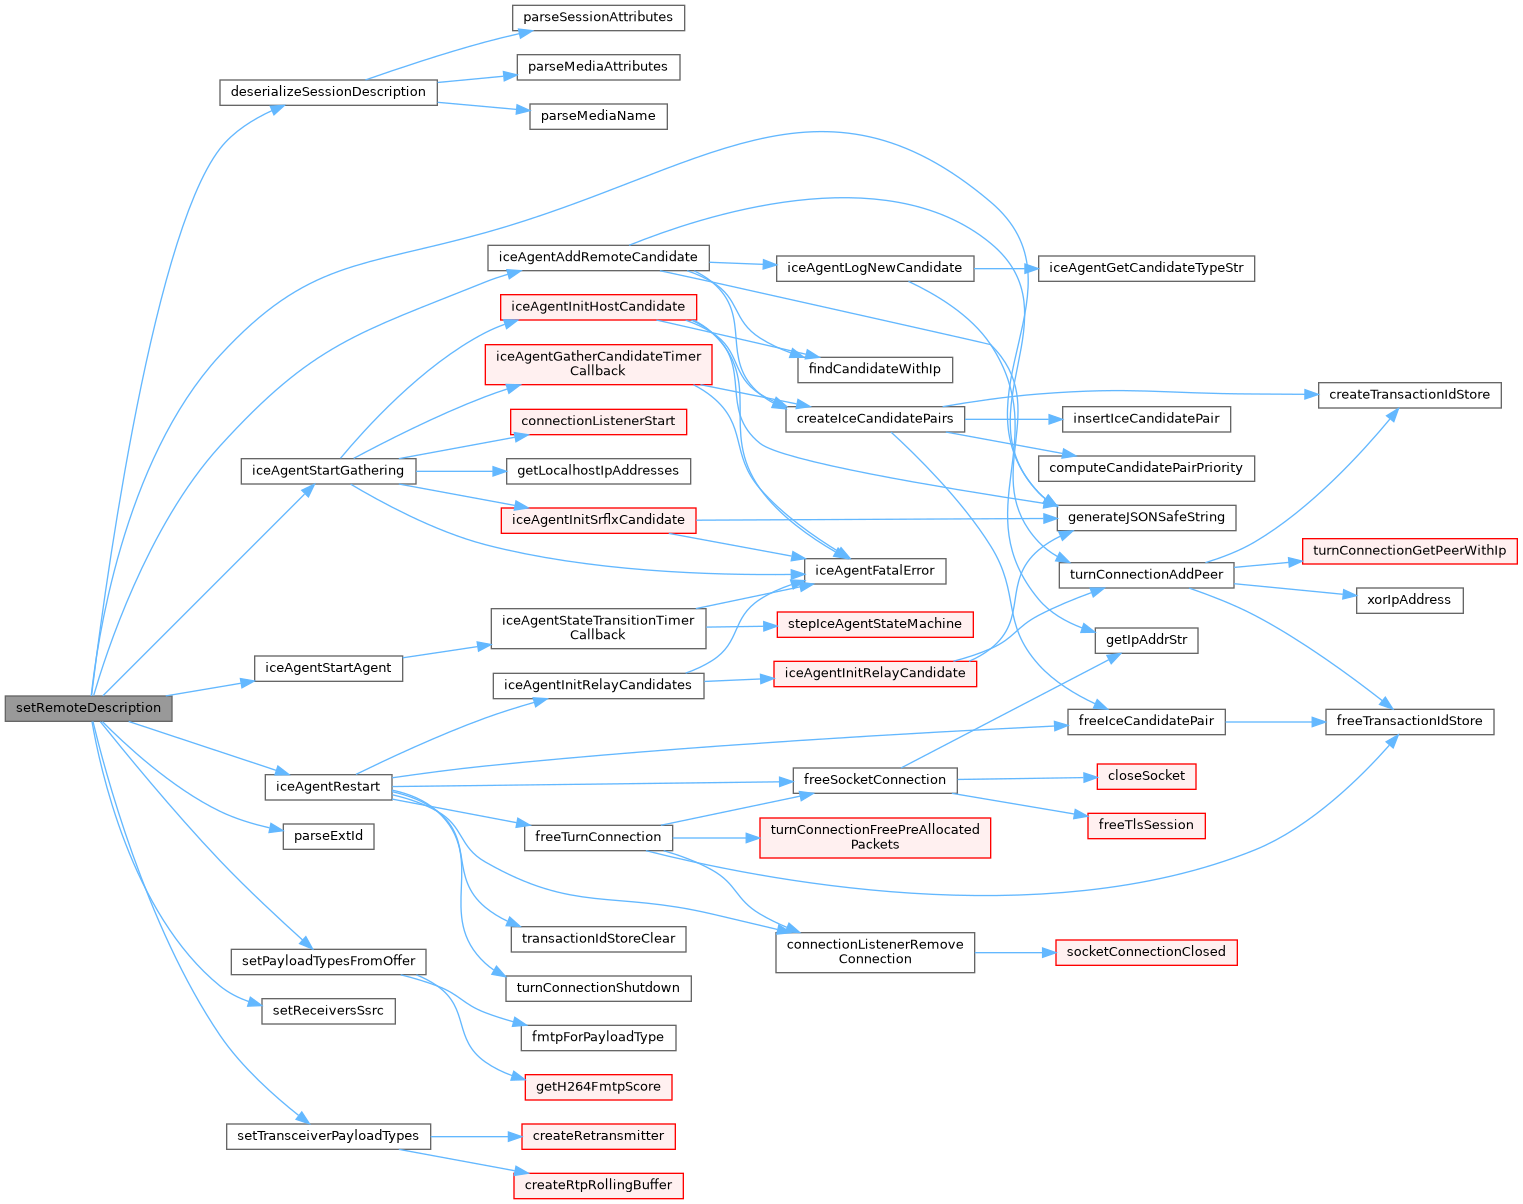 parseSessionAttributes
parseMediaAttributes
deserializeSessionDescription
parseMediaName
iceAgentAddRemoteCandidate
iceAgentLogNewCandidate
iceAgentGetCandidateTypeStr
iceAgentInitHostCandidate
iceAgentGatherCandidateTimer
Callback
findCandidateWithIp
createTransactionIdStore
connectionListenerStart
createIceCandidatePairs
insertIceCandidatePair
iceAgentStartGathering
getLocalhostIpAddresses
computeCandidatePairPriority
iceAgentInitSrflxCandidate
generateJSONSafeString
turnConnectionGetPeerWithIp
iceAgentFatalError
turnConnectionAddPeer
xorIpAddress
iceAgentStateTransitionTimer
Callback
stepIceAgentStateMachine
getIpAddrStr
iceAgentStartAgent
iceAgentInitRelayCandidates
iceAgentInitRelayCandidate
setRemoteDescription
freeIceCandidatePair
freeTransactionIdStore
iceAgentRestart
freeSocketConnection
closeSocket
parseExtId
freeTurnConnection
turnConnectionFreePreAllocated
Packets
freeTlsSession
transactionIdStoreClear
connectionListenerRemove
Connection
socketConnectionClosed
setPayloadTypesFromOffer
turnConnectionShutdown
setReceiversSsrc
fmtpForPayloadType
getH264FmtpScore
setTransceiverPayloadTypes
createRetransmitter
createRtpRollingBuffer